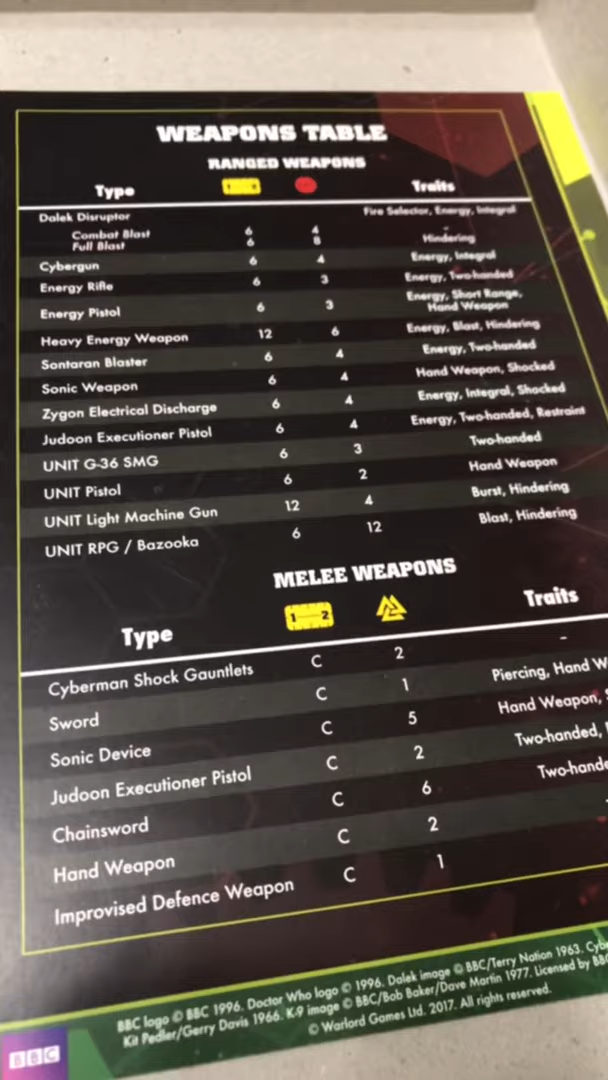 WEAPONS TABLE
RANGED WEAPONS
Type Traits
Dalek Disruptor Fire Selector, Energy, Integral
Combat Blast 6 4 -
Full Blast 6 8 Hindering
Cybergun 6 4 Energy, Integral
Energy Rifle 6 3 Energy, Two-handed
Energy Pistol 6 3 Energy, Short Range,
Hand Weapon
Heavy Energy Weapon 12 6 Energy, Blast, Hindering
Sontaran Blaster 6 4 Energy, Two-handed
Sonic Weapon 6 4 Hand Weapon, Shocked
Zygon Electrical Discharge 6 4 Energy, Integral, Shocked
Judoon Executioner Pistol 6 4 Energy, Two-handed, Restraint
UNIT G-36 SMG 6 3 Two-handed
UNIT Pistol 6 2 Hand Weapon
UNIT Light Machine Gun 12 4 Burst, Hindering
UNIT RPG / Bazooka 6 12 Blast, Hindering
MELEE WEAPONS
Type 1 2 Traits
Cyberman Shock Gauntlets C 2 -
Sword C 1 Piercing, Hand W
Sonic Device C 5 Hand Weapon,
Judoon Executioner Pistol C 2 Two-handed,
Chainsword C 6 Two-hande
Hand Weapon C 2 -
Improvised Defence Weapon C 1
BBC logo © BBC 1996. Doctor Who logo © 1996. Dalek image © BBC/Terry Nation 1963. Cybe
Kit Pedler/Gerry Davis 1966. K-9 image © BBC/Bob Baker/Dave Martin 1977. Licensed by BBC
© Warlord Games Ltd. 2017. All rights reserved.
BBC